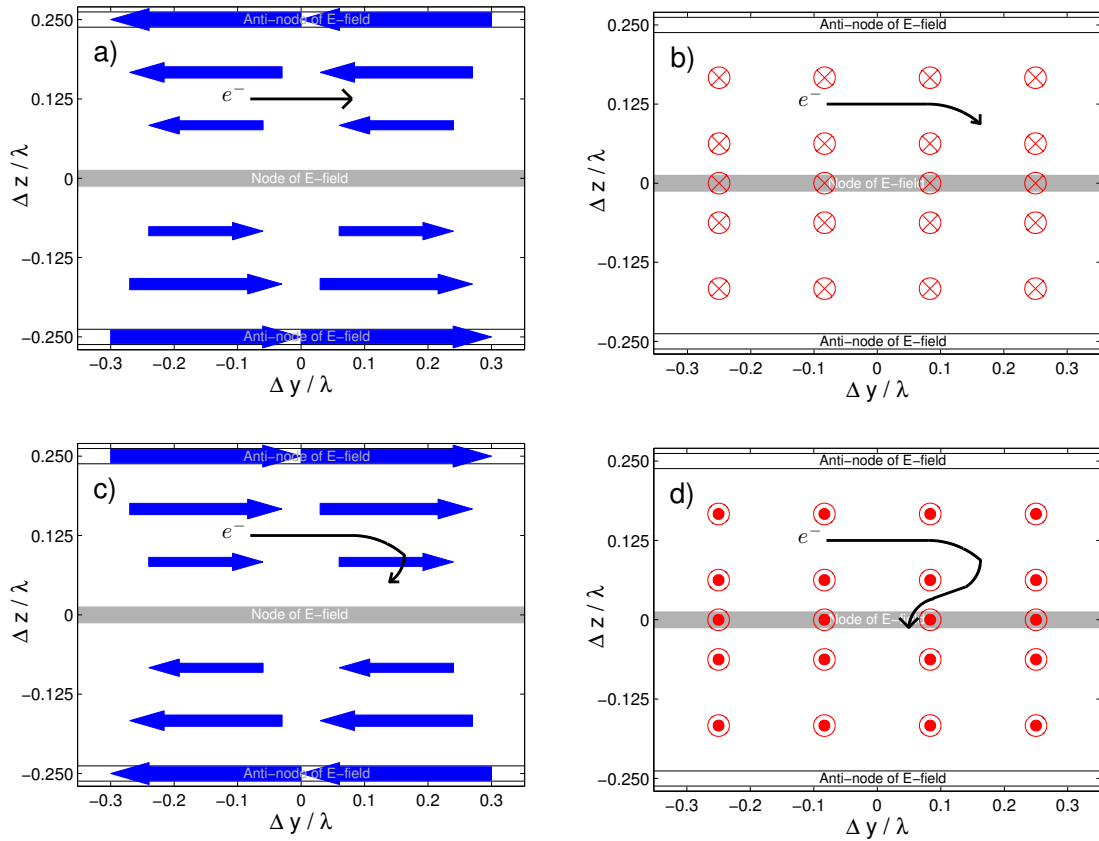 a)
Anti-node of E-field
e⁻
Node of E-field
Anti-node of E-field
0.250
0.125
0
−0.125
−0.250
Δ z / λ
−0.3 −0.2 −0.1 0 0.1 0.2 0.3
Δ y / λ
b)
Anti-node of E-field
e⁻
Node of E-field
Anti-node of E-field
0.250
0.125
0
−0.125
−0.250
Δ z / λ
−0.3 −0.2 −0.1 0 0.1 0.2 0.3
Δ y / λ
c)
Anti-node of E-field
e⁻
Node of E-field
Anti-node of E-field
0.250
0.125
0
−0.125
−0.250
Δ z / λ
−0.3 −0.2 −0.1 0 0.1 0.2 0.3
Δ y / λ
d)
Anti-node of E-field
e⁻
Node of E-field
Anti-node of E-field
0.250
0.125
0
−0.125
−0.250
Δ z / λ
−0.3 −0.2 −0.1 0 0.1 0.2 0.3
Δ y / λ